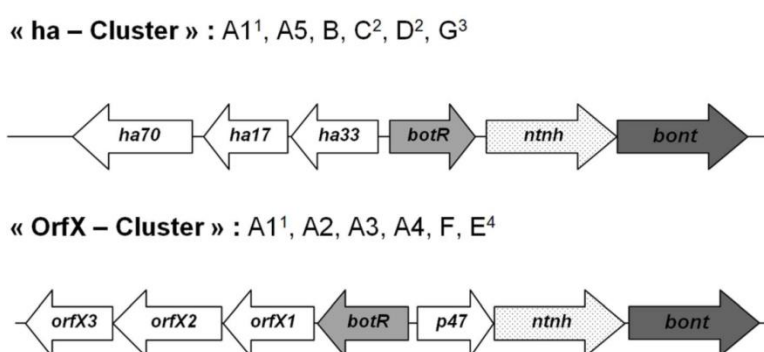 « ha – Cluster » : A1¹, A5, B, C², D², G³
ha70 ha17 ha33 botR ntnh bont
« OrfX – Cluster » : A1¹, A2, A3, A4, F, E⁴
orfX3 orfX2 orfX1 botR p47 ntnh bont